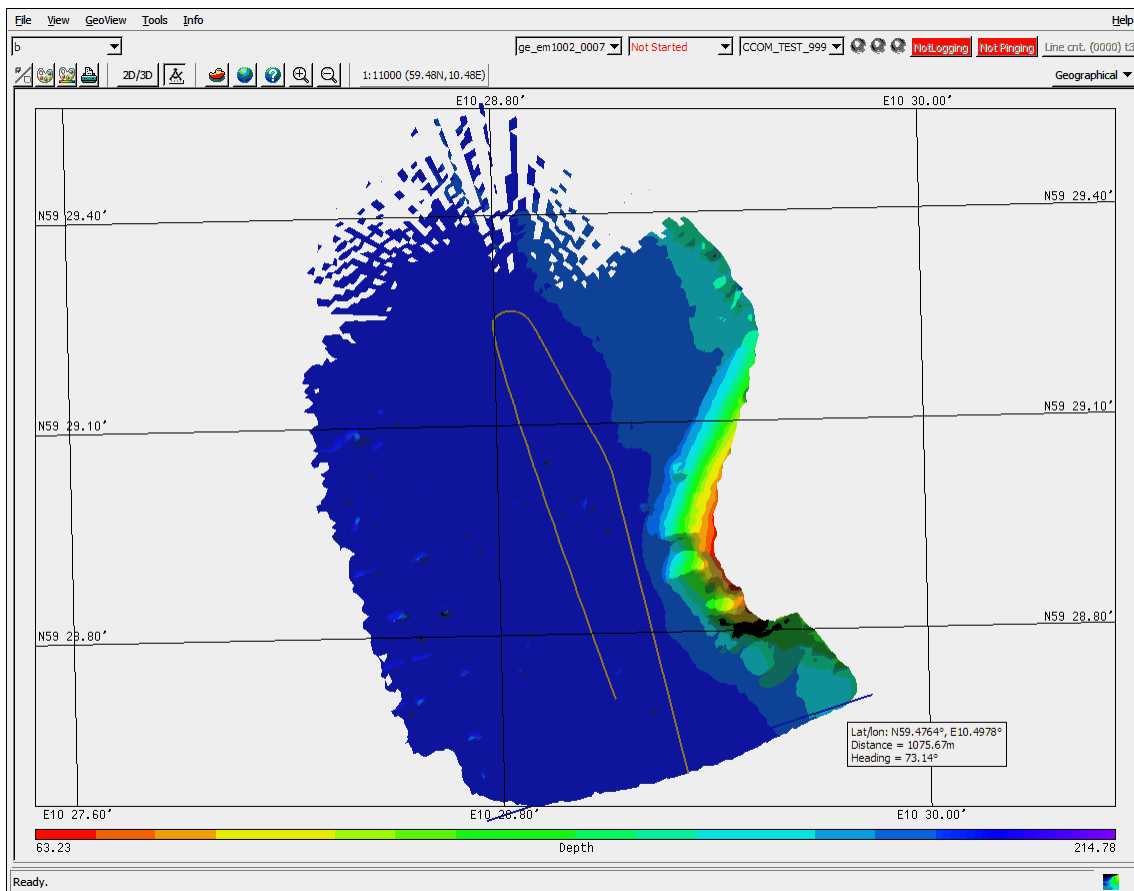 File View GeoView Tools Info Help
b ge_em1002_0007 Not Started CCOM_TEST_999 NotLogging Not Pinging Line cnt. (0000) t3
2D/3D 1:11000 (59.48N,10.48E) Geographical
E10 28.80' E10 30.00'
N59 29.40' N59 29.40'
N59 29.10' N59 29.10'
N59 28.80' N59 28.80'
Lat/lon: N59.4764°, E10.4978°
Distance = 1075.67m
Heading = 73.14°
E10 27.60' E10 28.80' E10 30.00'
63.23 Depth 214.78
Ready.